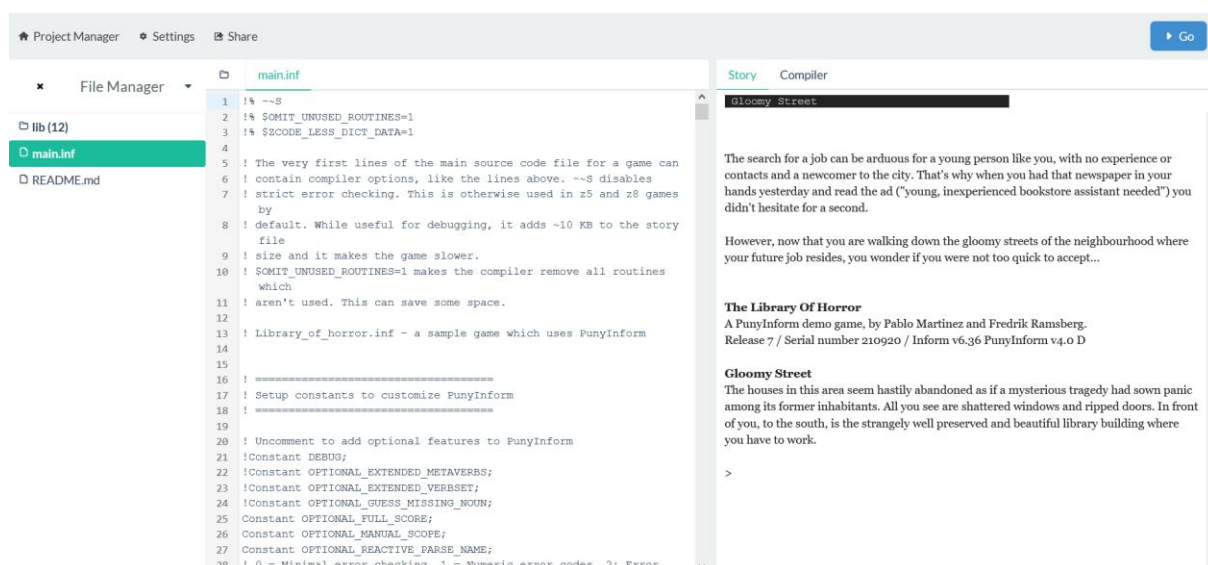 Project Manager Settings Share Go
File Manager
lib (12)
main.inf
README.md
main.inf
1 !% --~S
2 !% $OMIT_UNUSED_ROUTINES=1
3 !% $ZCODE_LESS_DICT_DATA=1
4
5 ! The very first lines of the main source code file for a game can
6 ! contain compiler options, like the lines above. --~S disables
7 ! strict error checking. This is otherwise used in z5 and z8 games
by
8 ! default. While useful for debugging, it adds ~10 KB to the story
file
9 ! size and it makes the game slower.
10 ! $OMIT_UNUSED_ROUTINES=1 makes the compiler remove all routines
which
11 ! aren't used. This can save some space.
12
13 ! Library_of_horror.inf - a sample game which uses PunyInform
14
15
16 ! ====================================
17 ! Setup constants to customize PunyInform
18 ! ====================================
19
20 ! Uncomment to add optional features to PunyInform
21 !Constant DEBUG;
22 !Constant OPTIONAL_EXTENDED_METAVERBS;
23 !Constant OPTIONAL_EXTENDED_VERBSET;
24 !Constant OPTIONAL_GUESS_MISSING_NOUN;
25 Constant OPTIONAL_FULL_SCORE;
26 Constant OPTIONAL_MANUAL_SCOPE;
27 Constant OPTIONAL_REACTIVE_PARSE_NAME;
28 ! 0 = Minimal error checking, 1 = Numeric error codes, 2: Error
Story Compiler
Gloomy Street
The search for a job can be arduous for a young person like you, with no experience or
contacts and a newcomer to the city. That's why when you had that newspaper in your
hands yesterday and read the ad ("young, inexperienced bookstore assistant needed") you
didn't hesitate for a second.
However, now that you are walking down the gloomy streets of the neighbourhood where
your future job resides, you wonder if you were not too quick to accept...
The Library Of Horror
A PunyInform demo game, by Pablo Martinez and Fredrik Ramsberg.
Release 7 / Serial number 210920 / Inform v6.36 PunyInform v4.0 D
Gloomy Street
The houses in this area seem hastily abandoned as if a mysterious tragedy had sown panic
among its former inhabitants. All you see are shattered windows and ripped doors. In front
of you, to the south, is the strangely well preserved and beautiful library building where
you have to work.
>